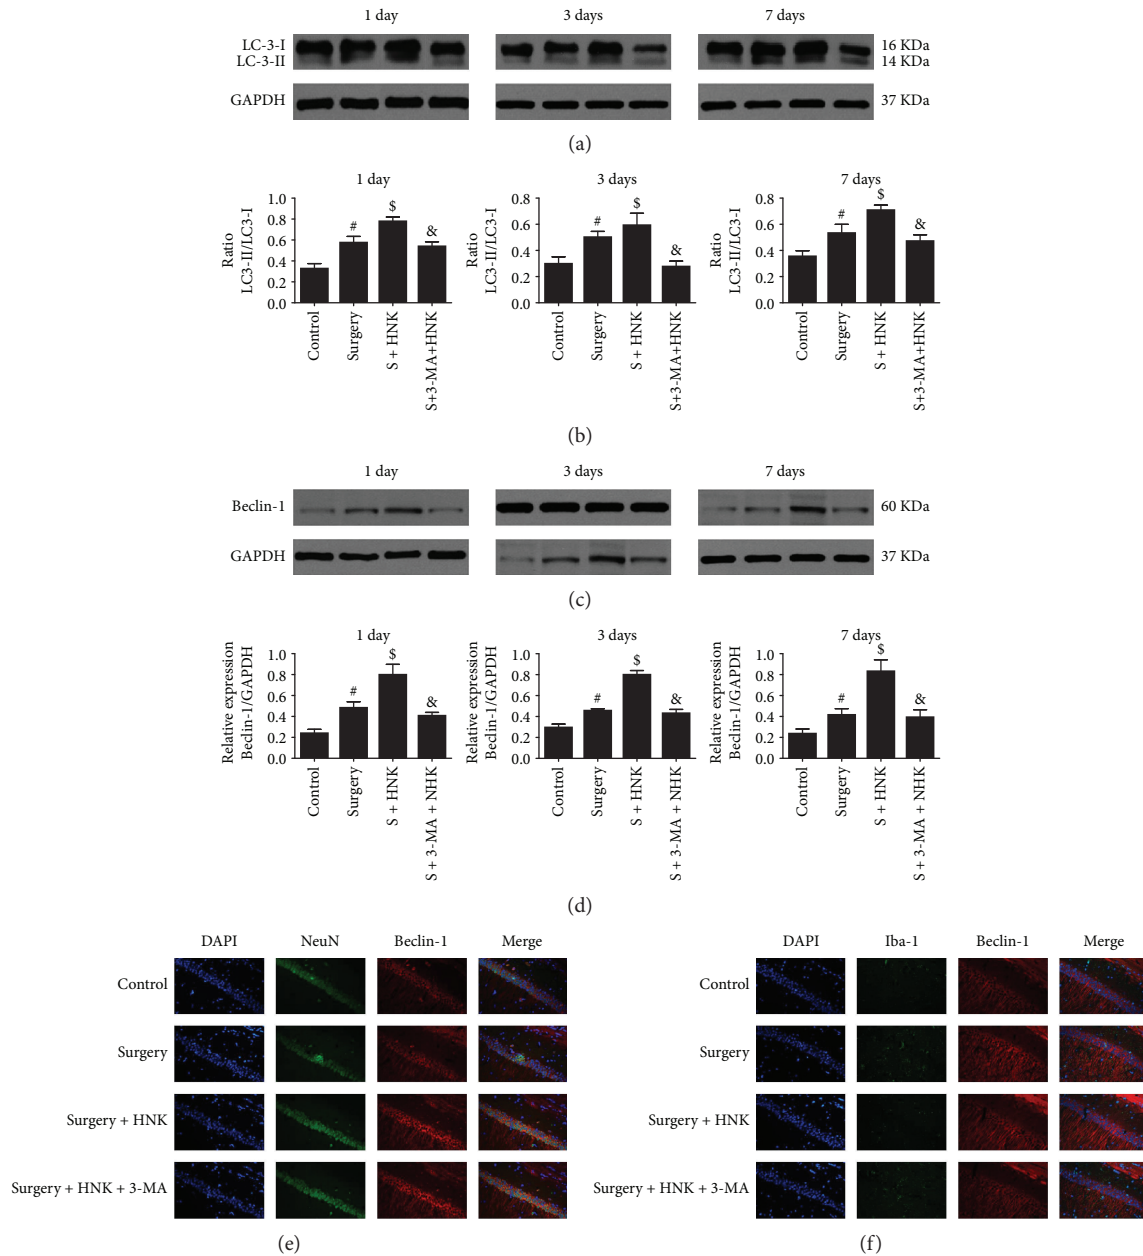 1 day 3 days 7 days
LC-3-I 16 KDa
LC-3-II 14 KDa
GAPDH 37 KDa
(a)
1 day 3 days 7 days
Ratio LC3-II/LC3-I 1.0 0.8 0.6 0.4 0.2 0.0 # $ & Control Surgery S + HNK S+3-MA+HNK
Ratio LC3-II/LC3-I 0.8 0.6 0.4 0.2 0.0 # $ & Control Surgery S + HNK S+3-MA+HNK
Ratio LC3-II/LC3-I 0.8 0.6 0.4 0.2 0.0 # $ & Control Surgery S + HNK S+3-MA+HNK
(b)
1 day 3 days 7 days
Beclin-1 60 KDa
GAPDH 37 KDa
(c)
1 day 3 days 7 days
Relative expression Beclin-1/GAPDH 1.0 0.8 0.6 0.4 0.2 0.0 # $ & Control Surgery S + HNK S + 3-MA + NHK
Relative expression Beclin-1/GAPDH 1.0 0.8 0.6 0.4 0.2 0.0 # $ & Control Surgery S + HNK S + 3-MA + NHK
Relative expression Beclin-1/GAPDH 1.0 0.8 0.6 0.4 0.2 0.0 # $ & Control Surgery S + HNK S + 3-MA + NHK
(d)
DAPI NeuN Beclin-1 Merge
Control
Surgery
Surgery + HNK
Surgery + HNK + 3-MA
(e)
DAPI Iba-1 Beclin-1 Merge
Control
Surgery
Surgery + HNK
Surgery + HNK + 3-MA
(f)